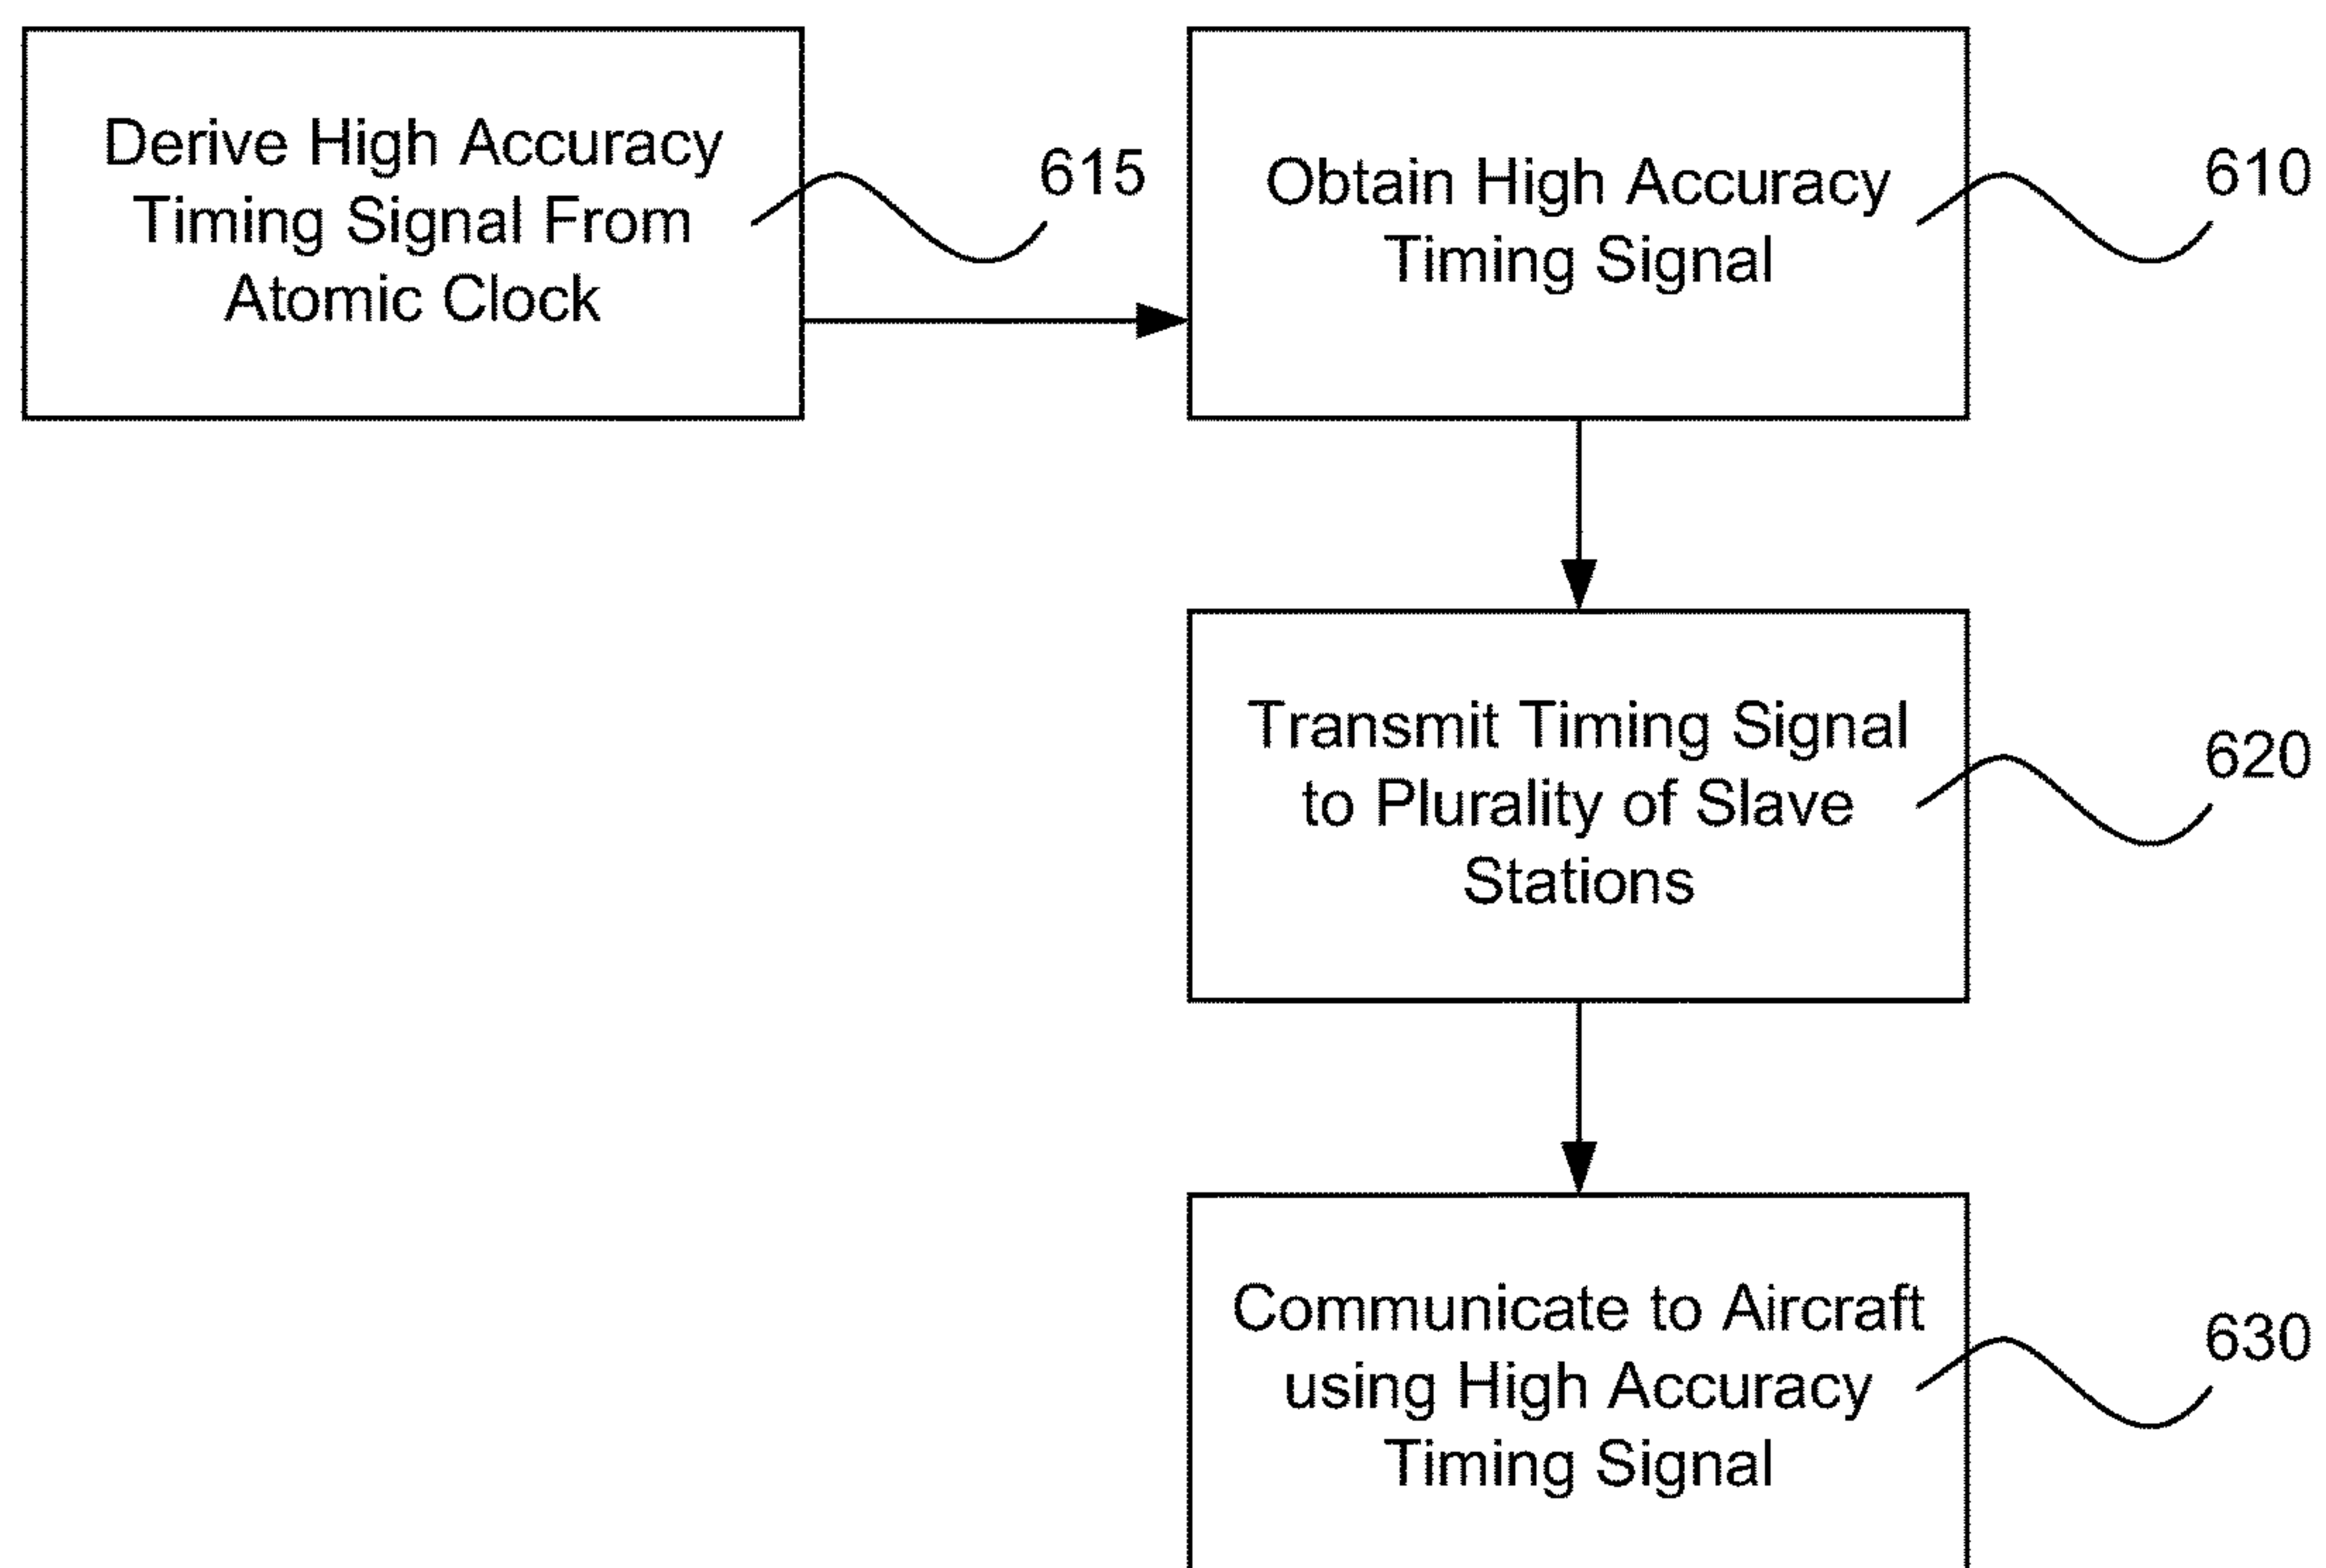 Derive High Accuracy
Timing Signal From
Atomic Clock
615
Obtain High Accuracy
Timing Signal
610
Transmit Timing Signal
to Plurality of Slave
Stations
620
Communicate to Aircraft
using High Accuracy
Timing Signal
630